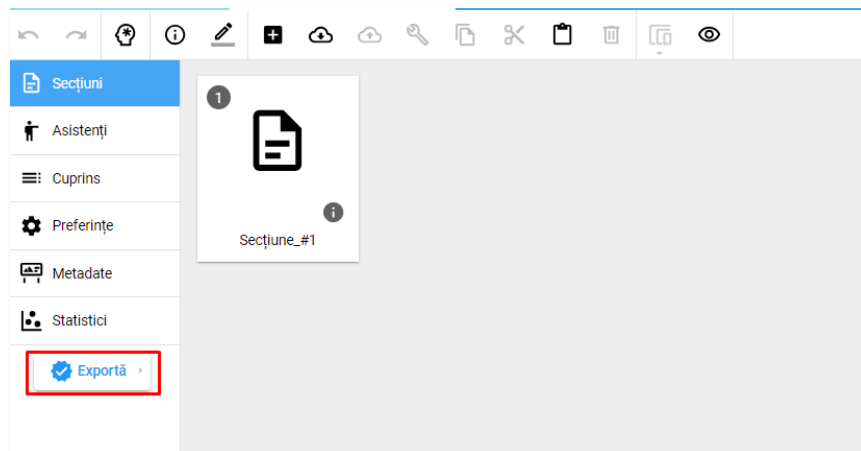 Secțiuni
Asistenți
Cuprins
Preferințe
Metadate
Statistici
Exportă
1
Secțiune_#1